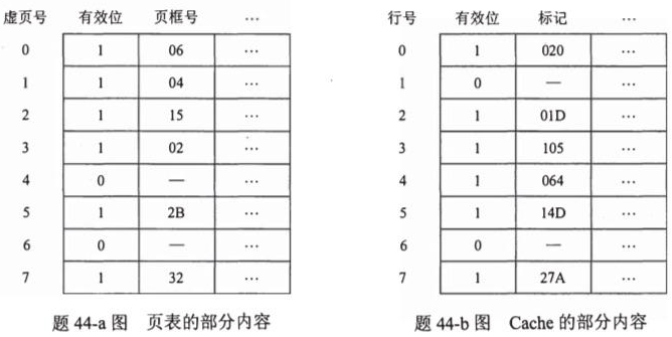 虚页号 有效位 页框号 … 行号 有效位 标记 …
0 1 06 … 0 1 020 …
1 1 04 … 1 0 — …
2 1 15 … 2 1 01D …
3 1 02 … 3 1 105 …
4 0 — … 4 1 064 …
5 1 2B … 5 1 14D …
6 0 — … 6 0 — …
7 1 32 … 7 1 27A …
题 44-a 图 页表的部分内容 题 44-b 图 Cache 的部分内容